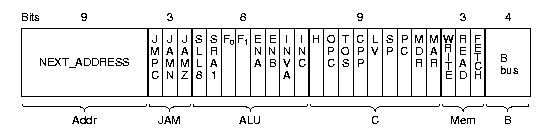 Bits 9 3 8 9 3 4
NEXT_ADDRESS JMPC JAMN JAMZ SLL8 SRA1 F0 F1 ENA ENB INVA INC H OPC TOS CPP LV SP PC MDR MAR WRITE READ FETCH B bus
Addr JAM ALU C Mem B